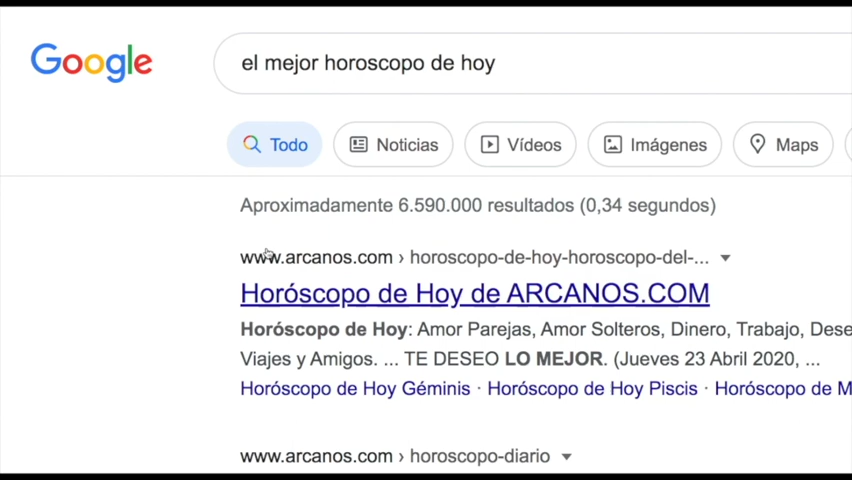 Google
el mejor horoscopo de hoy
Todo Noticias Vídeos Imágenes Maps
Aproximadamente 6.590.000 resultados (0,34 segundos)
www.arcanos.com › horoscopo-de-hoy-horoscopo-del-...
Horóscopo de Hoy de ARCANOS.COM
Horóscopo de Hoy: Amor Parejas, Amor Solteros, Dinero, Trabajo, Dese
Viajes y Amigos. ... TE DESEO LO MEJOR. (Jueves 23 Abril 2020, ...
Horóscopo de Hoy Géminis · Horóscopo de Hoy Piscis · Horóscopo de M
www.arcanos.com › horoscopo-diario